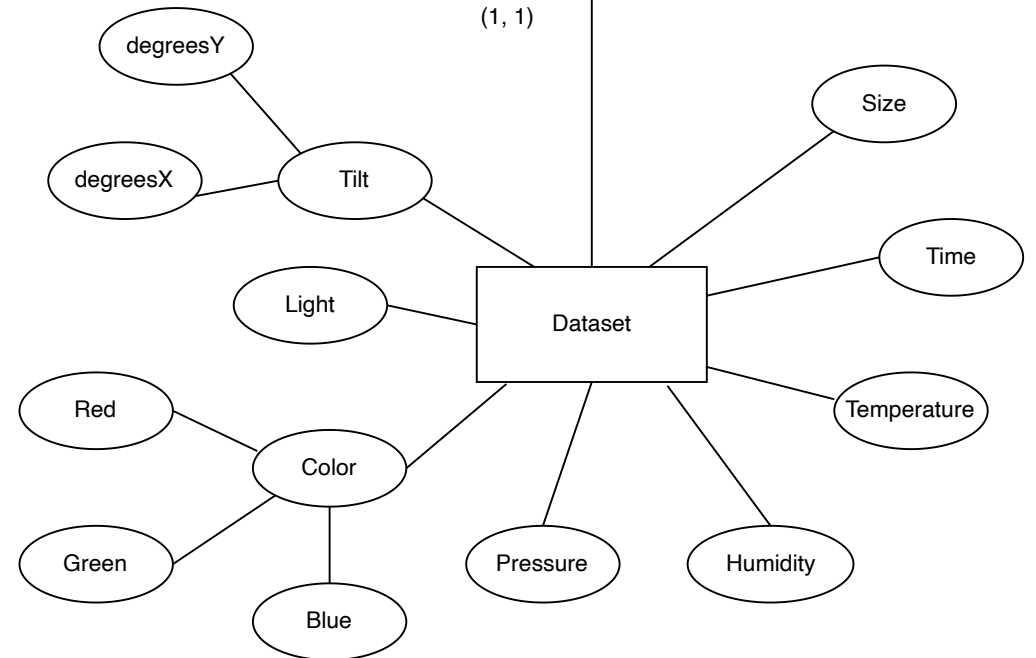 (1, 1)
degreesY
Size
degreesX
Tilt
Time
Light
Dataset
Red
Temperature
Color
Green
Pressure
Humidity
Blue